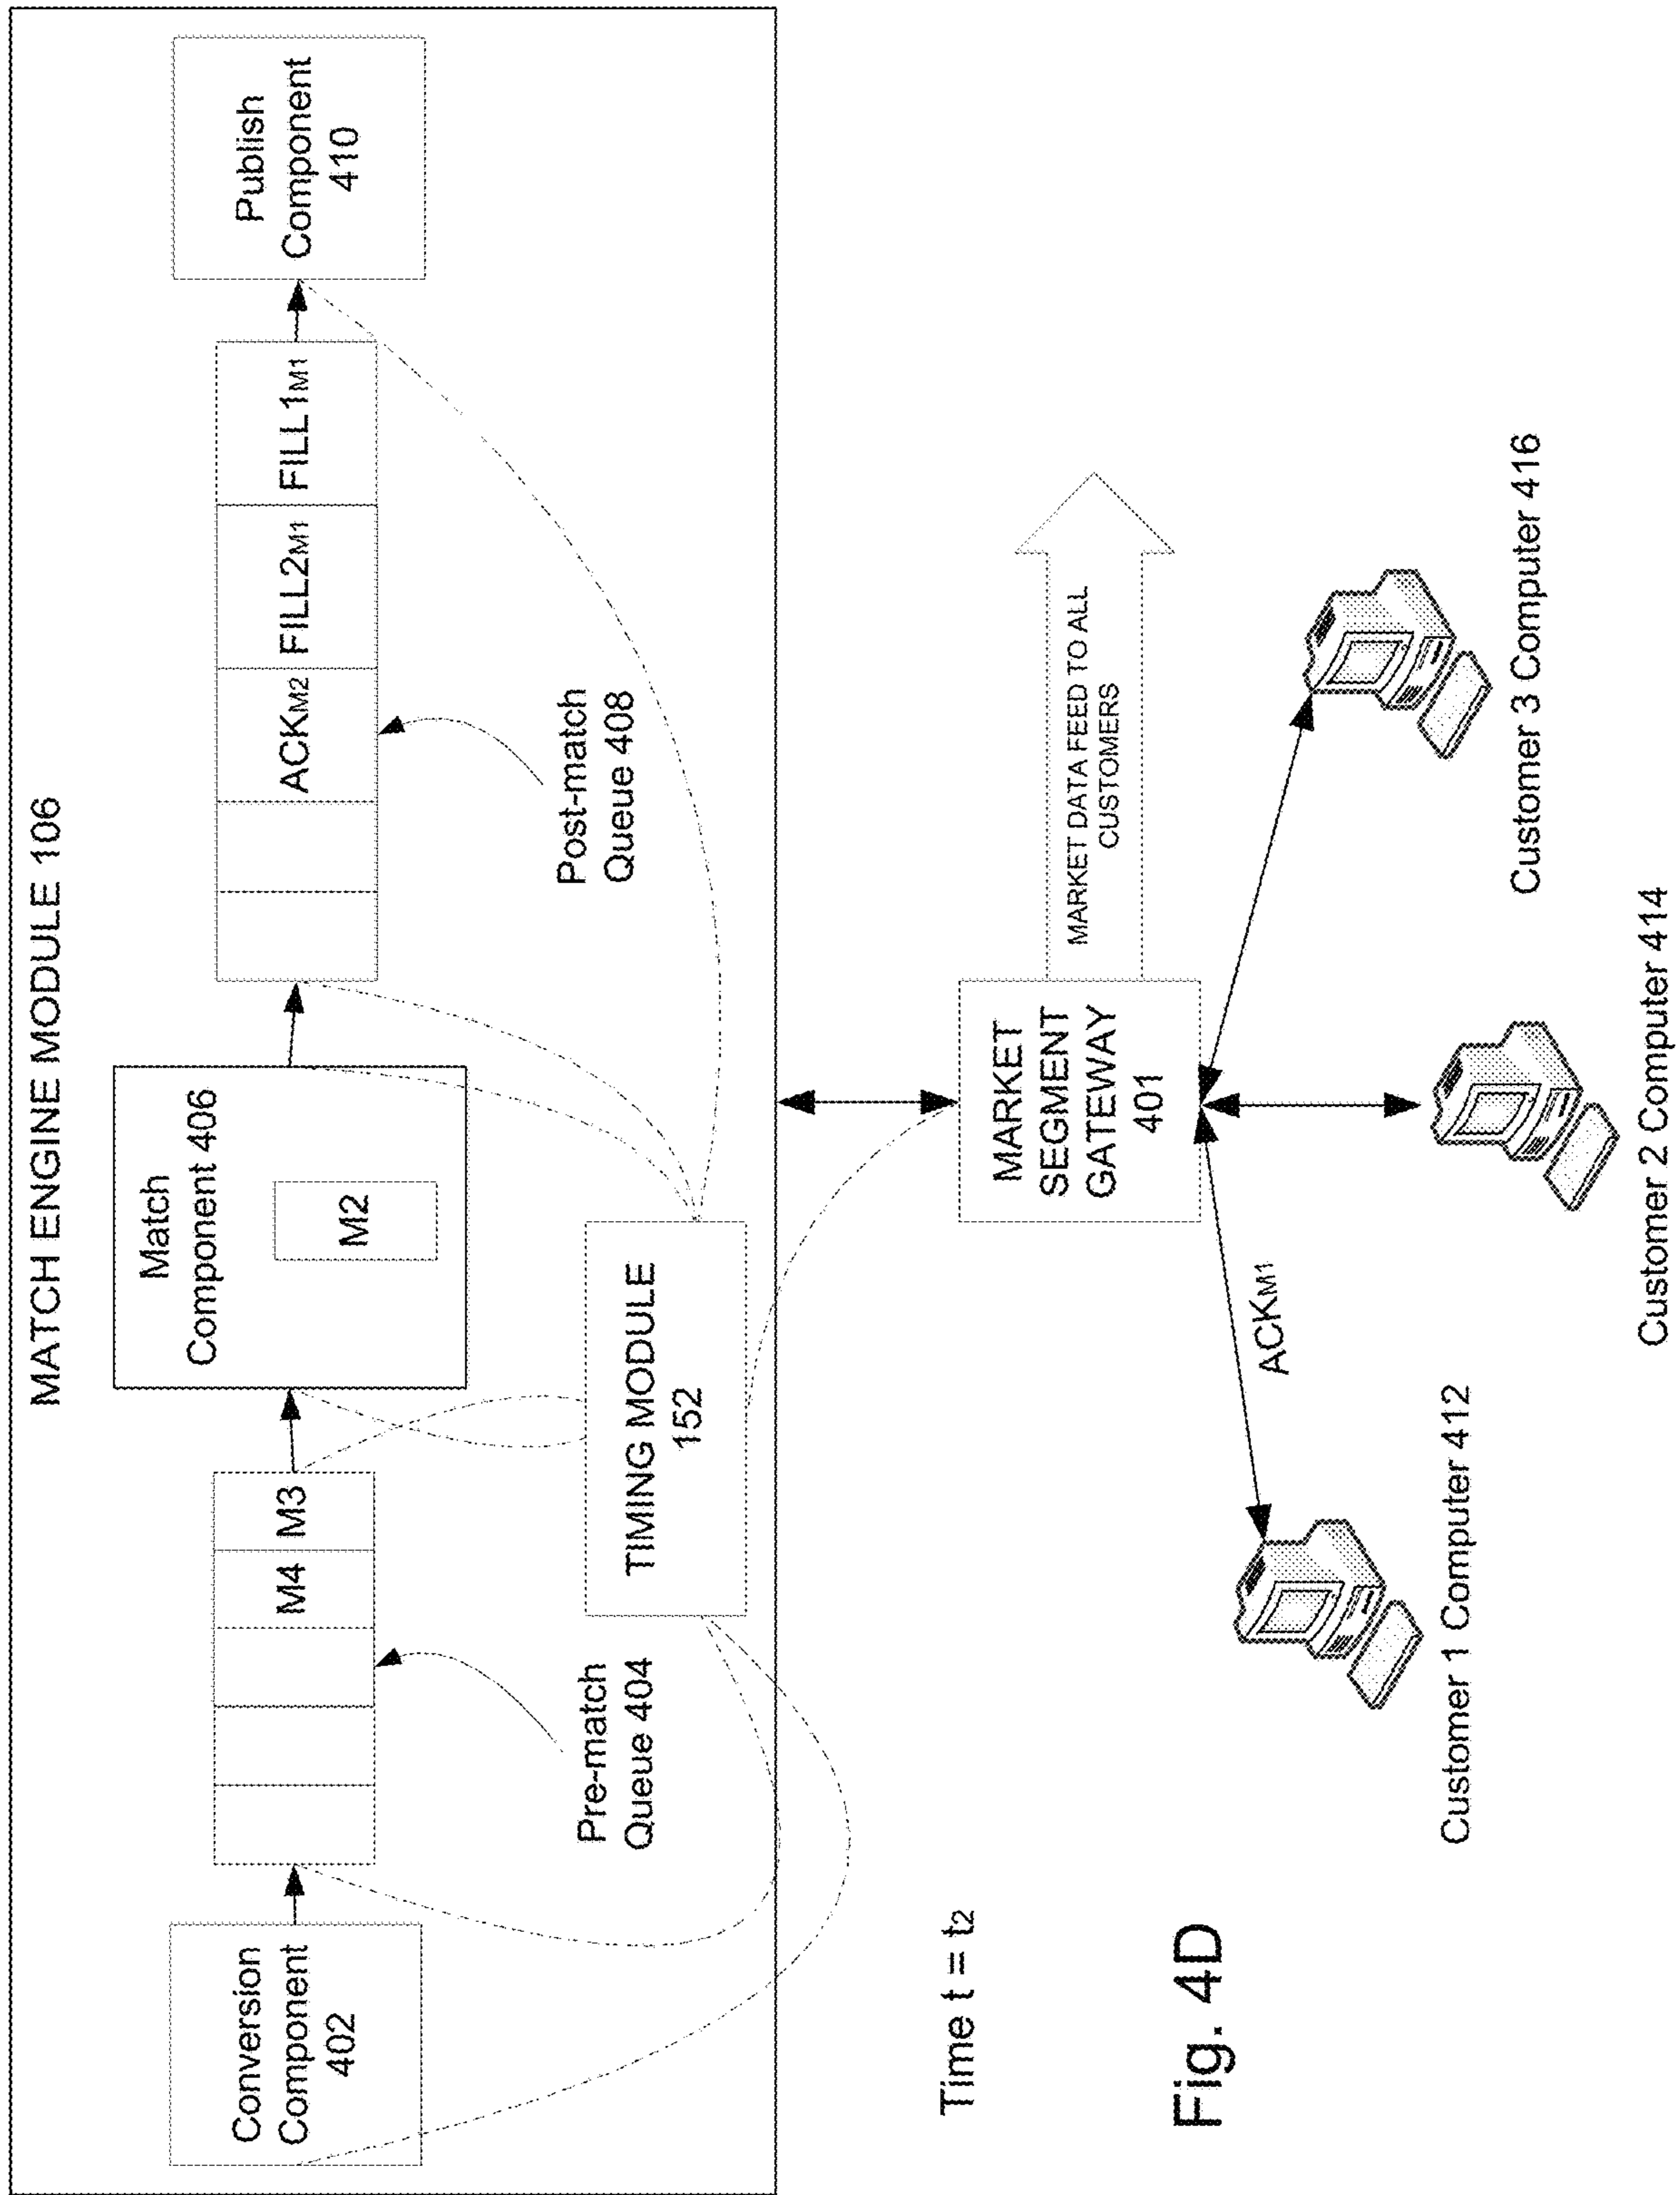 MATCH ENGINE MODULE 106
Conversion
Component
402
M4
M3
Pre-match
Queue 404
Match
Component 406
M2
ACKM2
FILL2M1
FILL1M1
Post-match
Queue 408
Publish
Component
410
TIMING MODULE
152
MARKET
SEGMENT
GATEWAY
401
MARKET DATA FEED TO ALL
CUSTOMERS
ACKM1
Customer 1 Computer 412
Customer 2 Computer 414
Customer 3 Computer 416
Time t = t2
Fig. 4D